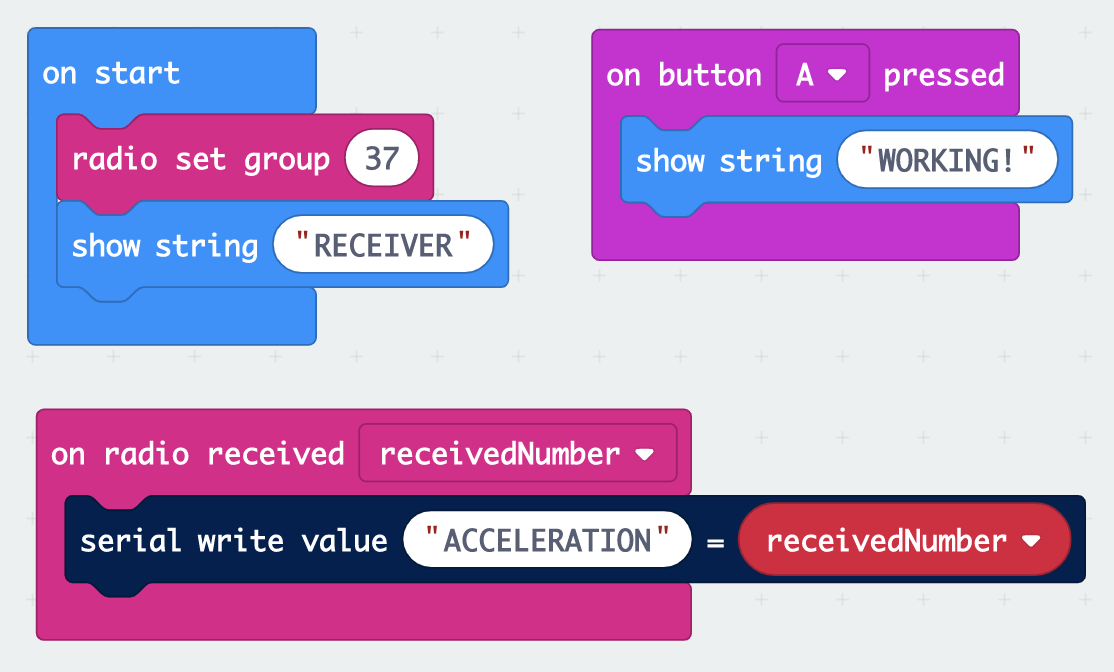 on start
radio set group 37
show string "RECEIVER"
on button A pressed
show string "WORKING!"
on radio received receivedNumber
serial write value "ACCELERATION" = receivedNumber